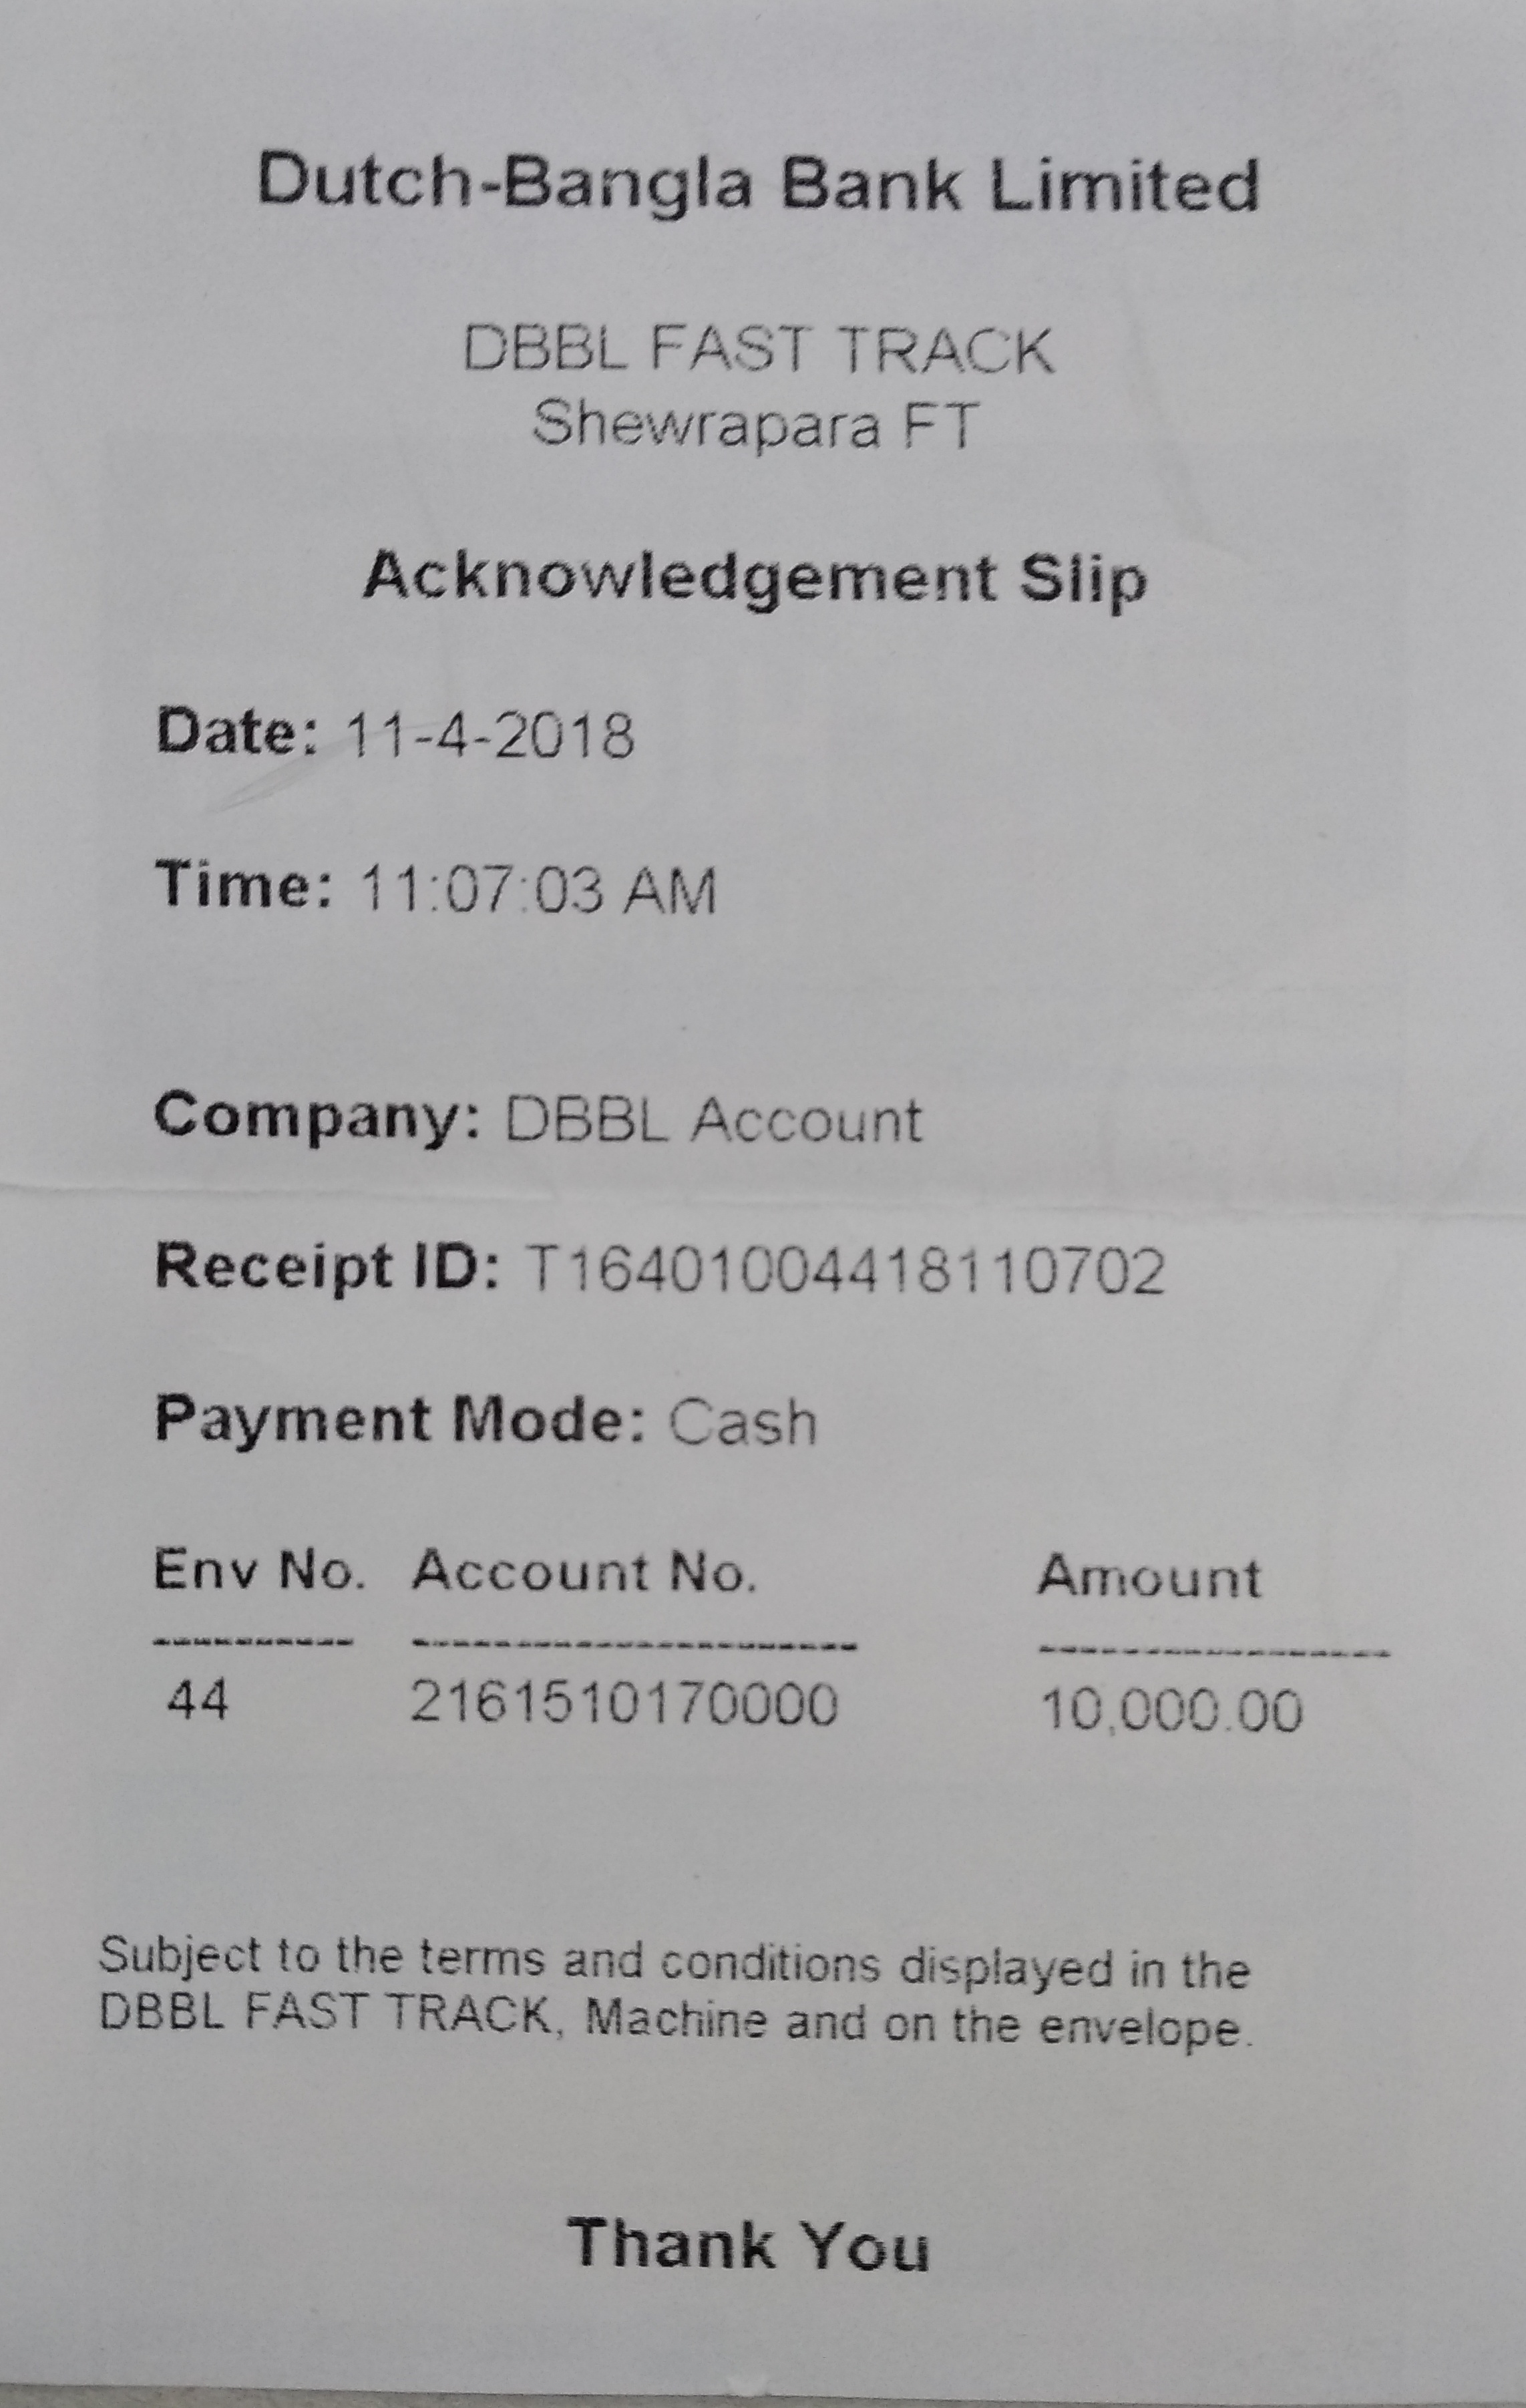 Dutch-Bangla Bank Limited
DBBL FAST TRACK
Shewrapara FT
Acknowledgement Slip
Date: 11-4-2018
Time: 11:07:03 AM
Company: DBBL Account
Receipt ID: T16401004418110702
Payment Mode: Cash
Env No. Account No. Amount
44 2161510170000 10,000.00
Subject to the terms and conditions displayed in the
DBBL FAST TRACK, Machine and on the envelope.
Thank You